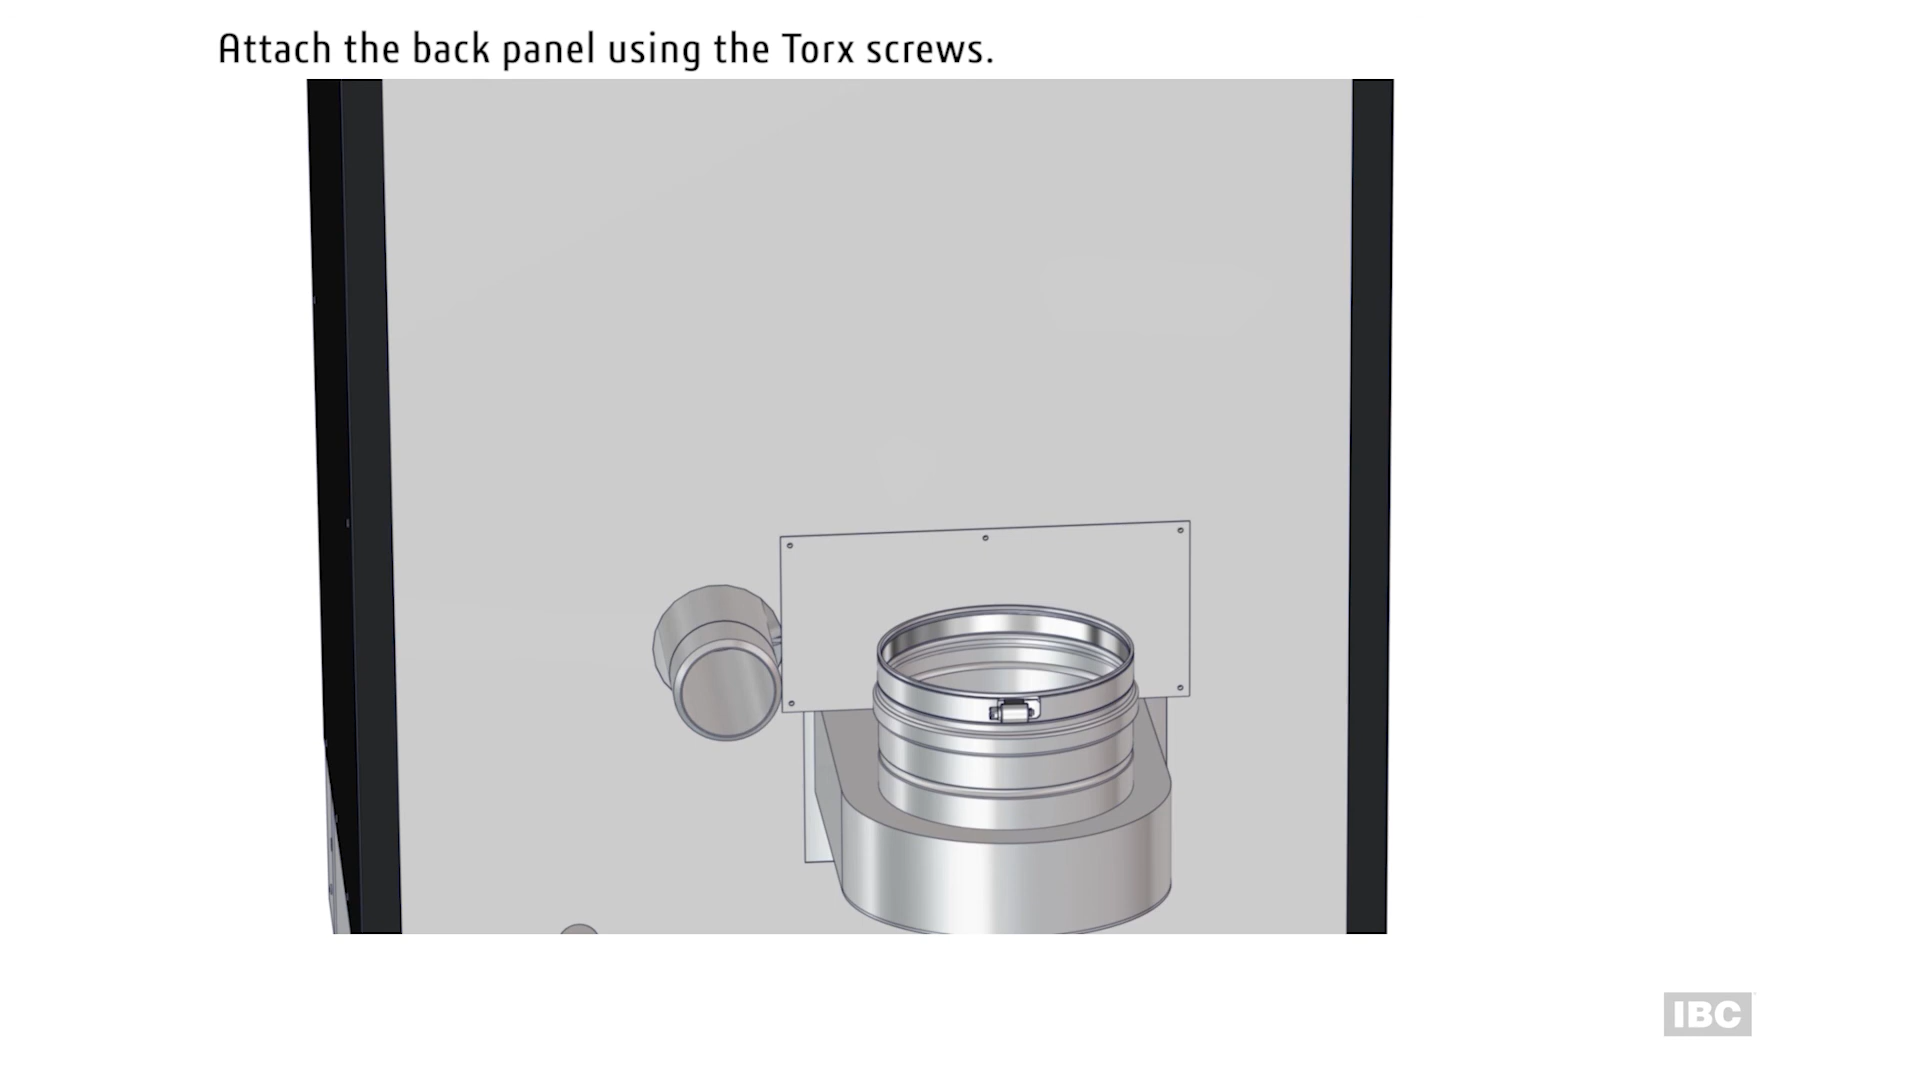 Attach the back panel using the Torx screws.
IBC